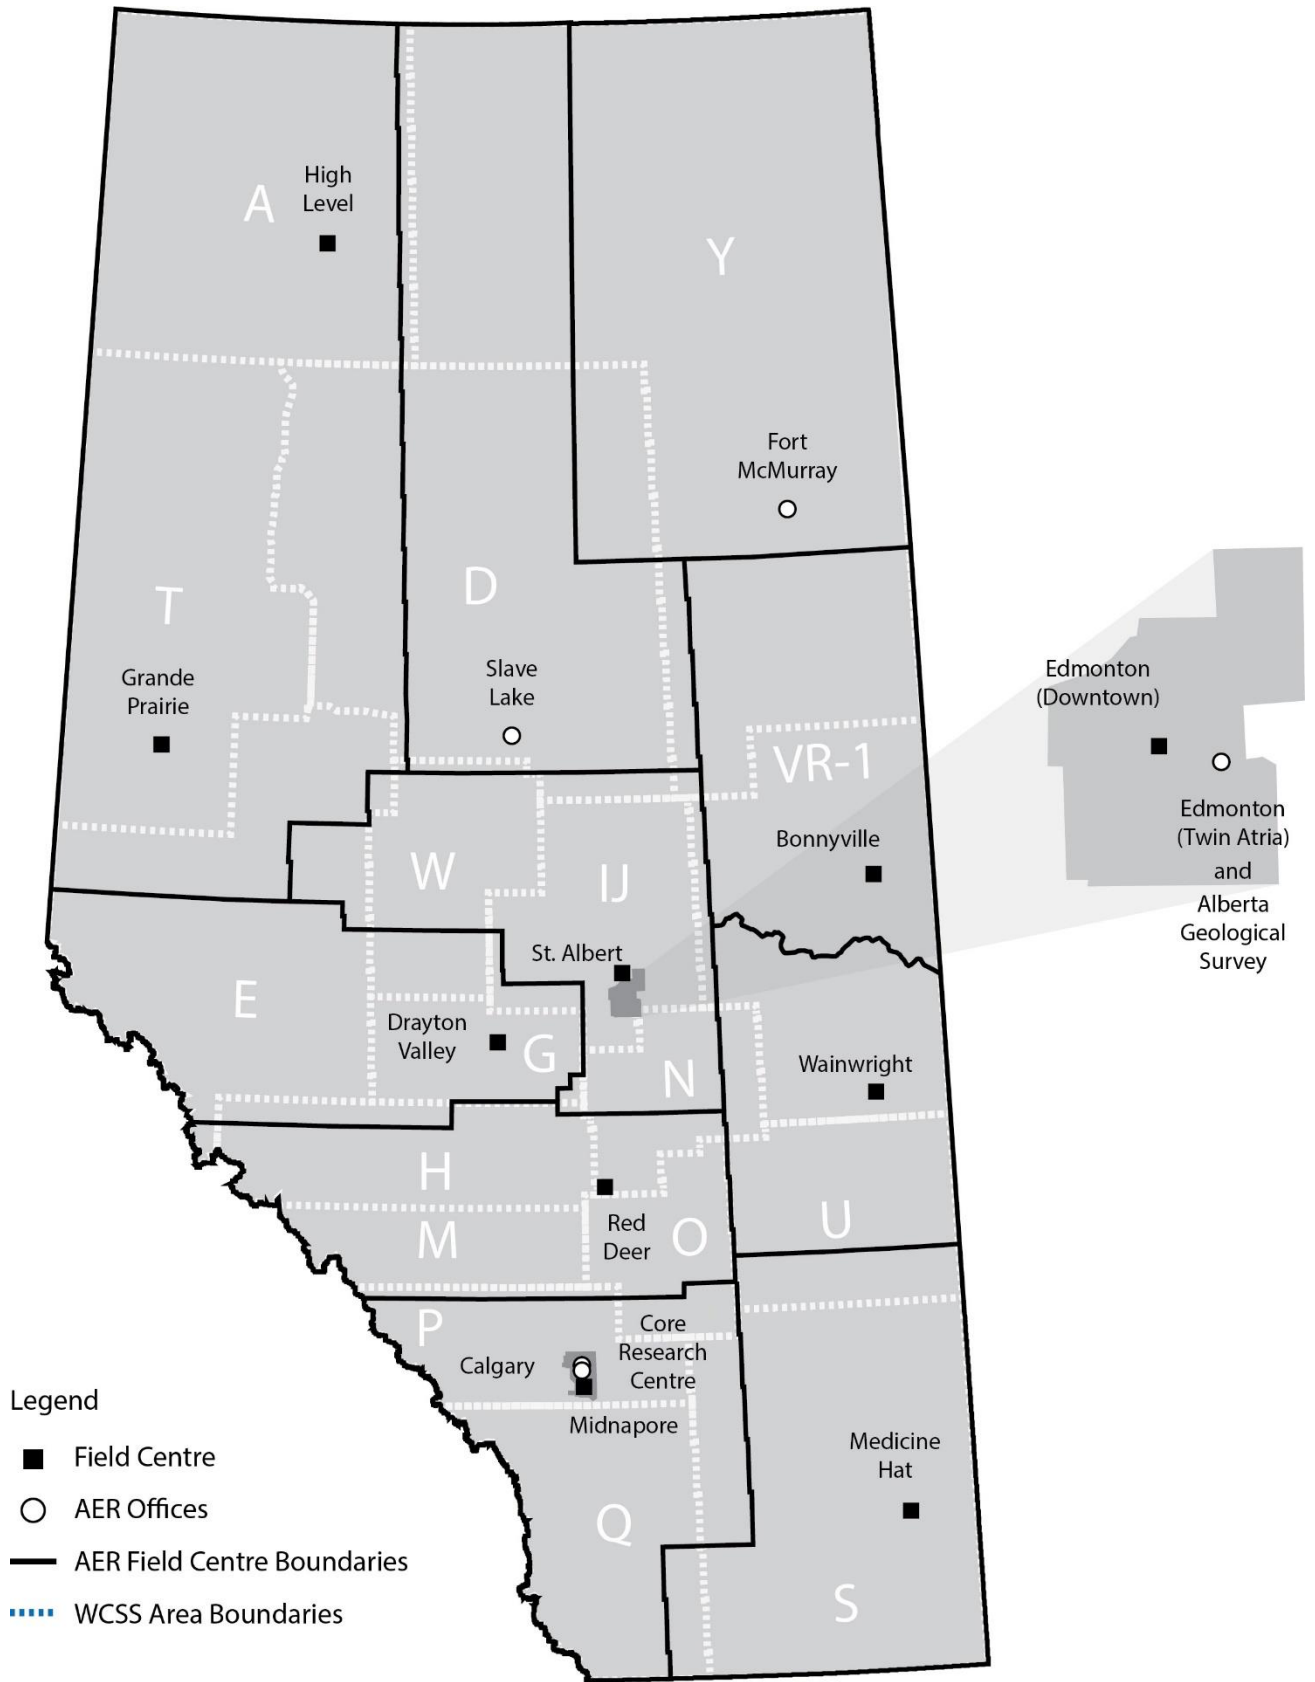 A
High
Level
Y
Fort
McMurray
T
D
Grande
Prairie
Slave
Lake
Edmonton
(Downtown)
VR-1
Edmonton
(Twin Atria)
and
Alberta
Geological
Survey
Bonnyville
W
IJ
St. Albert
E
Drayton
Valley
G
N
Wainwright
H
M
Red
Deer
O
U
P
Core
Research
Centre
Calgary
Midnapore
Medicine
Hat
Q
S
Legend
Field Centre
AER Offices
AER Field Centre Boundaries
WCSS Area Boundaries